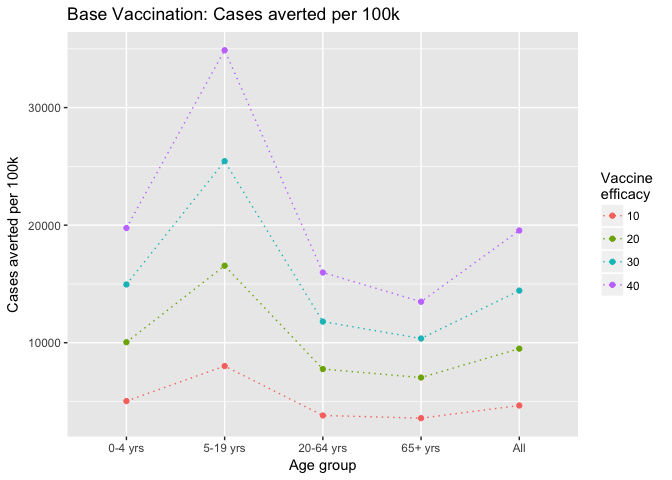 Base Vaccination: Cases averted per 100k
Cases averted per 100k
30000
20000
10000
0-4 yrs
5-19 yrs
20-64 yrs
65+ yrs
All
Age group
Vaccine
efficacy
10
20
30
40